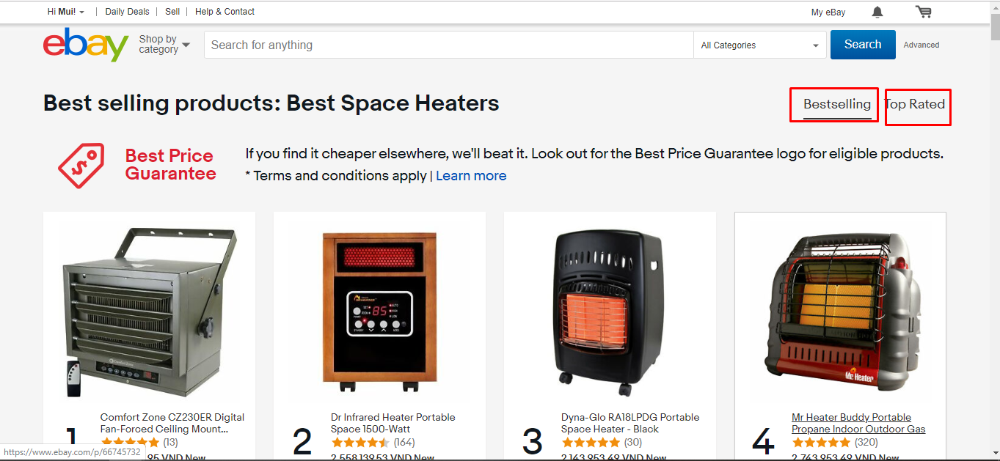 Hi Mui!
Daily Deals
Sell
Help & Contact
My eBay
ebay
Shop by
category
Search for anything
All Categories
Search
Advanced
Best selling products: Best Space Heaters
Bestselling
Top Rated
Best Price
Guarantee
If you find it cheaper elsewhere, we'll beat it. Look out for the Best Price Guarantee logo for eligible products.
* Terms and conditions apply | Learn more
85
Mr. Heater
1
Comfort Zone CZ230ER Digital
Fan-Forced Ceiling Mount...
(13)
95 VND New
2
Dr Infrared Heater Portable
Space 1500-Watt
(164)
2 558 139.53 VND New
3
Dyna-Glo RA18LPDG Portable
Space Heater - Black
(30)
2 143 953.49 VND New
4
Mr Heater Buddy Portable
Propane Indoor Outdoor Gas
(320)
2 743 953.49 VND New
https://www.ebay.com/p/66745732